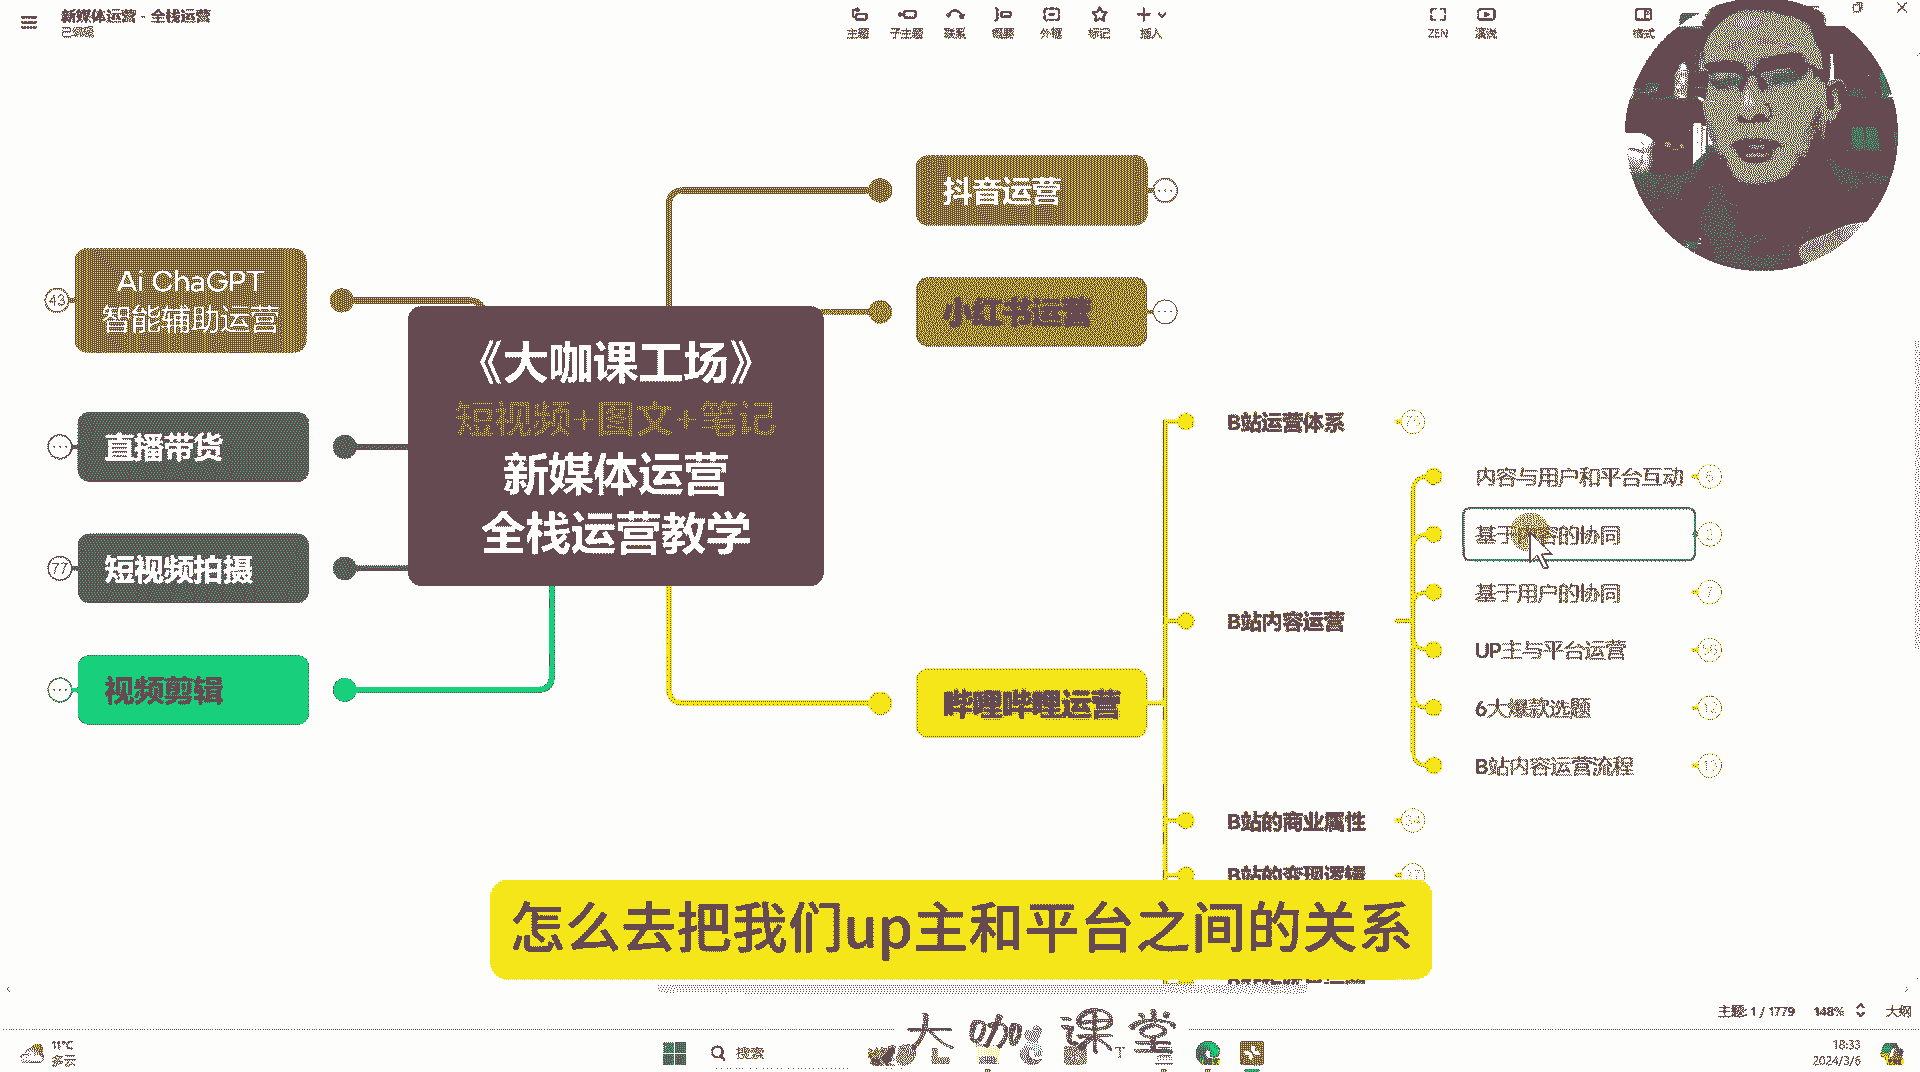 新媒体运营 - 全栈运营
已编辑
主题
子主题
联系
概要
外框
标记
插入
ZEN
演说
格式
抖音运营
小红书运营
43
Ai ChaGPT
智能辅助运营
直播带货
77
短视频拍摄
视频剪辑
《大咖课工场》
短视频+图文+笔记
新媒体运营
全栈运营教学
哔哩哔哩运营
B站运营体系
B站内容运营
内容与用户和平台互动
6
基于内容的协同
基于用户的协同
7
UP主与平台运营
6大爆款选题
B站内容运营流程
13
B站的商业属性
B站的变现逻辑
怎么去把我们up主和平台之间的关系
主题: 1 / 1779
148%
大纲
大咖课堂
11°C
多云
搜索
18:33
2024/3/6